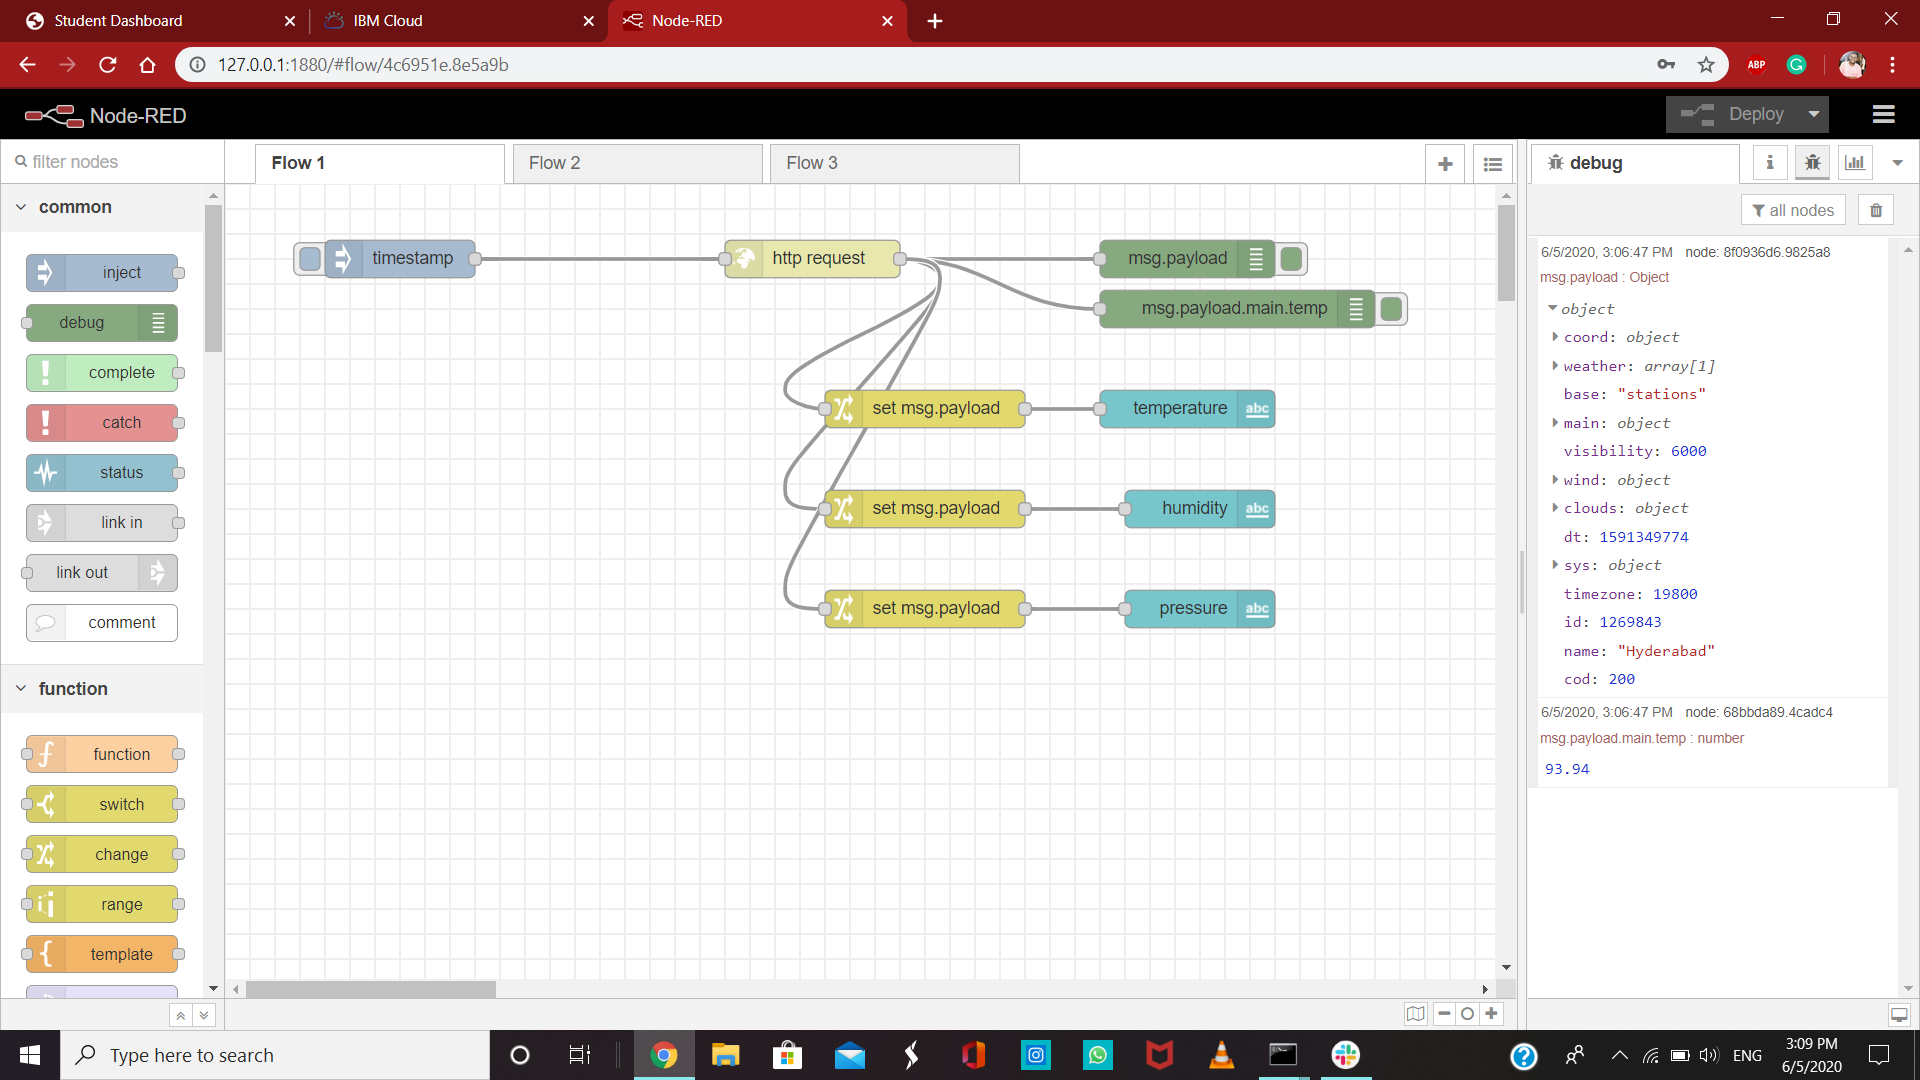 Student Dashboard
IBM Cloud
Node-RED
127.0.0.1:1880/#flow/4c6951e.8e5a9b
ABP
Node-RED
Deploy
filter nodes
Flow 1
Flow 2
Flow 3
debug
all nodes
common
inject
debug
complete
catch
status
link in
link out
comment
function
function
switch
change
range
template
timestamp
http request
msg.payload
msg.payload.main.temp
set msg.payload
temperature
abc
set msg.payload
humidity
abc
set msg.payload
pressure
abc
6/5/2020, 3:06:47 PM node: 8f0936d6.9825a8
msg.payload : Object
object
coord: object
weather: array[1]
base: "stations"
main: object
visibility: 6000
wind: object
clouds: object
dt: 1591349774
sys: object
timezone: 19800
id: 1269843
name: "Hyderabad"
cod: 200
6/5/2020, 3:06:47 PM node: 68bbda89.4cadc4
msg.payload.main.temp : number
93.94
Type here to search
ENG
3:09 PM
6/5/2020